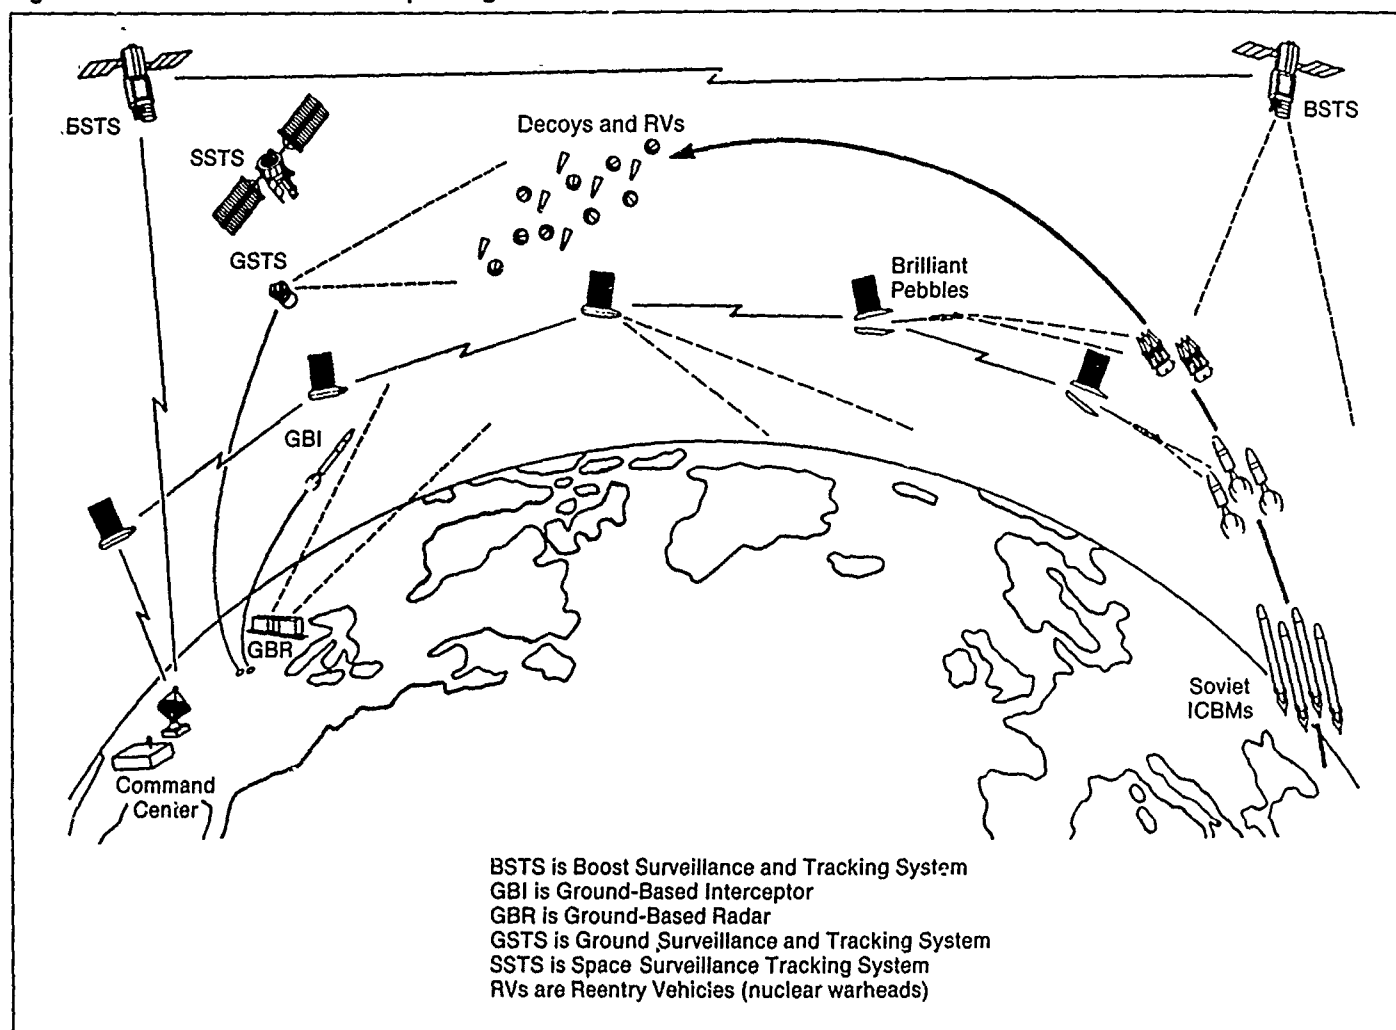 BSTS
BSTS
SSTS
Decoys and RVs
GSTS
Brilliant
Pebbles
GBI
GBR
Soviet
ICBMs
Command
Center
BSTS is Boost Surveillance and Tracking System
GBI is Ground-Based Interceptor
GBR is Ground-Based Radar
GSTS is Ground Surveillance and Tracking System
SSTS is Space Surveillance Tracking System
RVs are Reentry Vehicles (nuclear warheads)